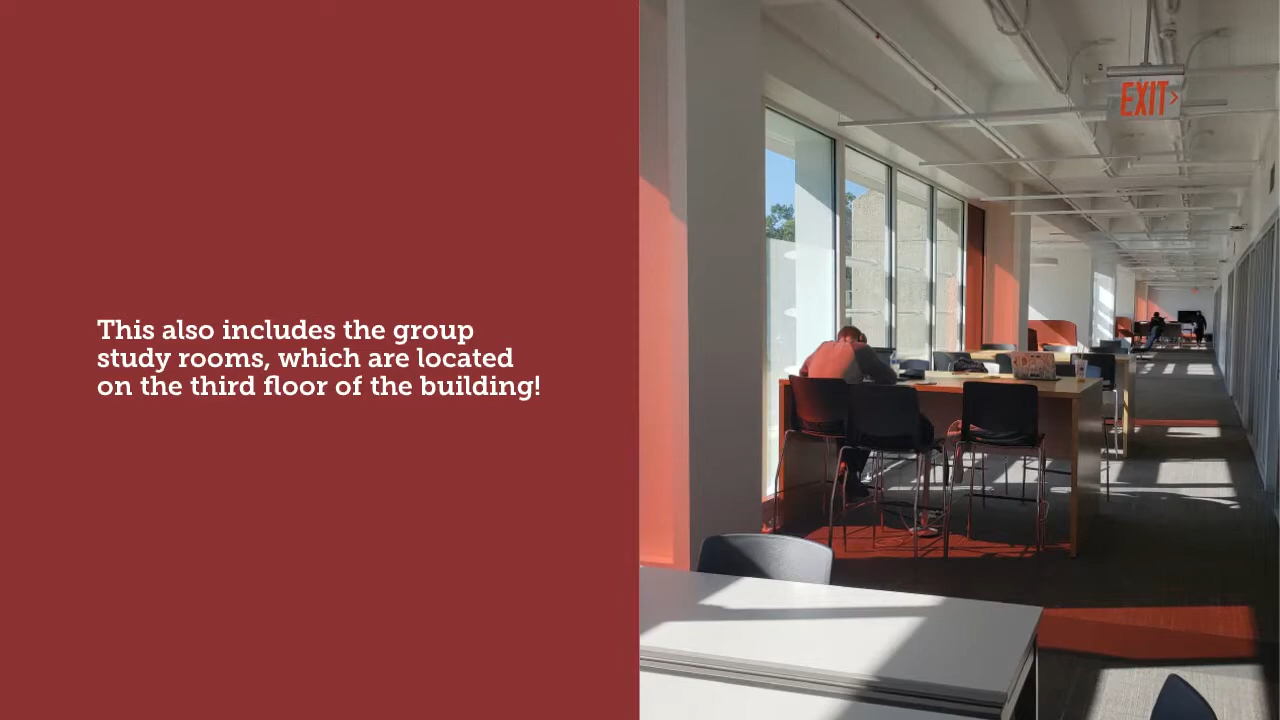 This also includes the group
study rooms, which are located
on the third floor of the building!
EXIT